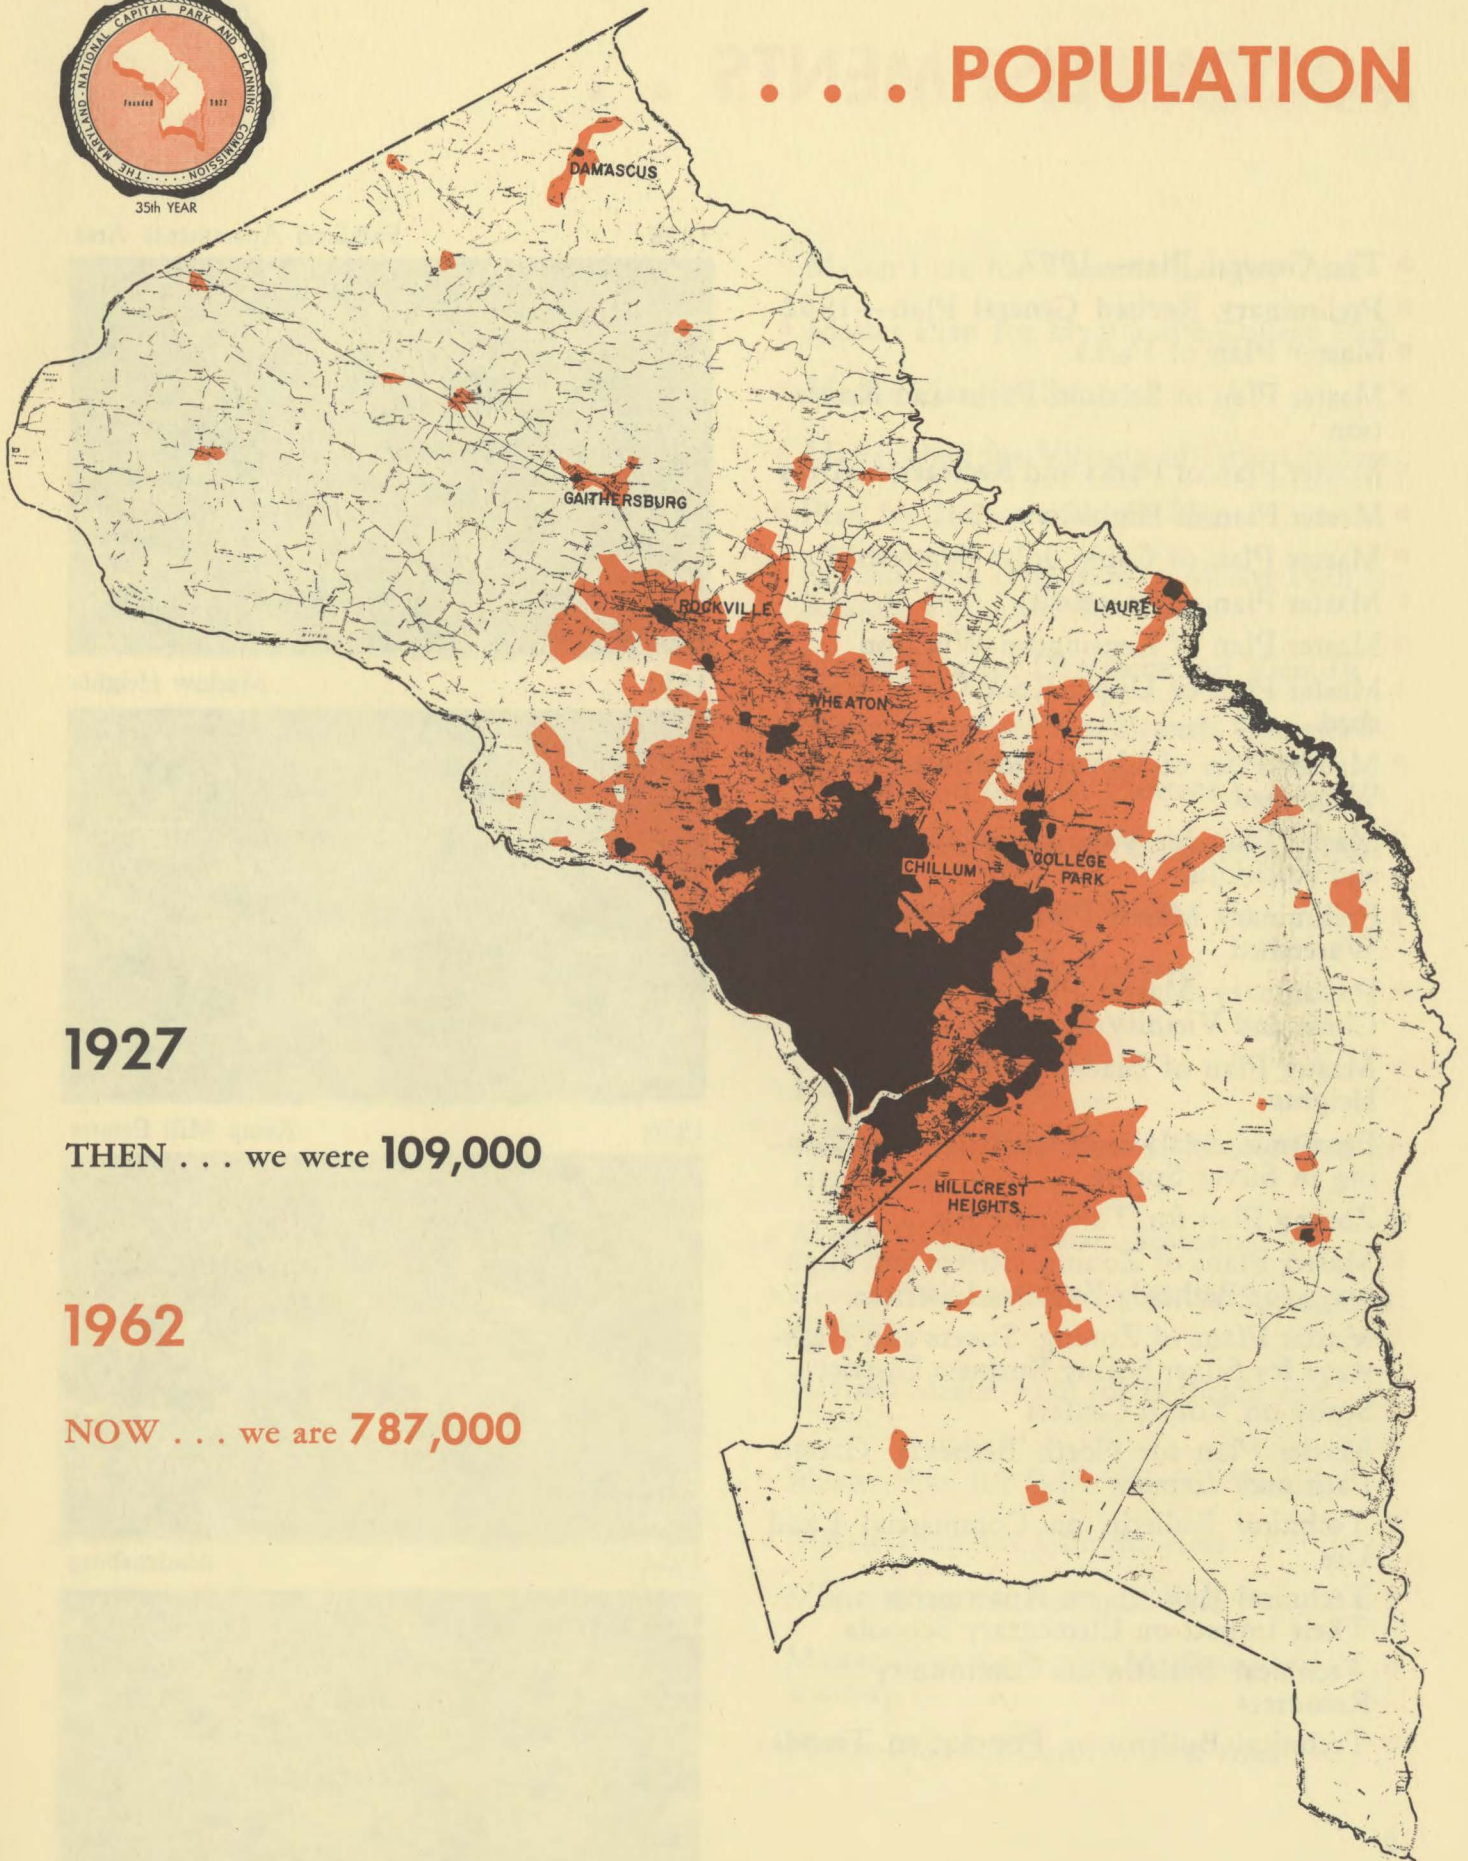 THE MARYLAND-NATIONAL CAPITAL PARK AND PLANNING COMMISSION
Founded 1927
35th YEAR
. . . POPULATION
DAMASCUS
GAITHERSBURG
ROCKVILLE
LAUREL
WHEATON
CHILLUM
COLLEGE
PARK
1927
THEN . . . we were 109,000
HILLCREST
HEIGHTS
1962
NOW . . . we are 787,000